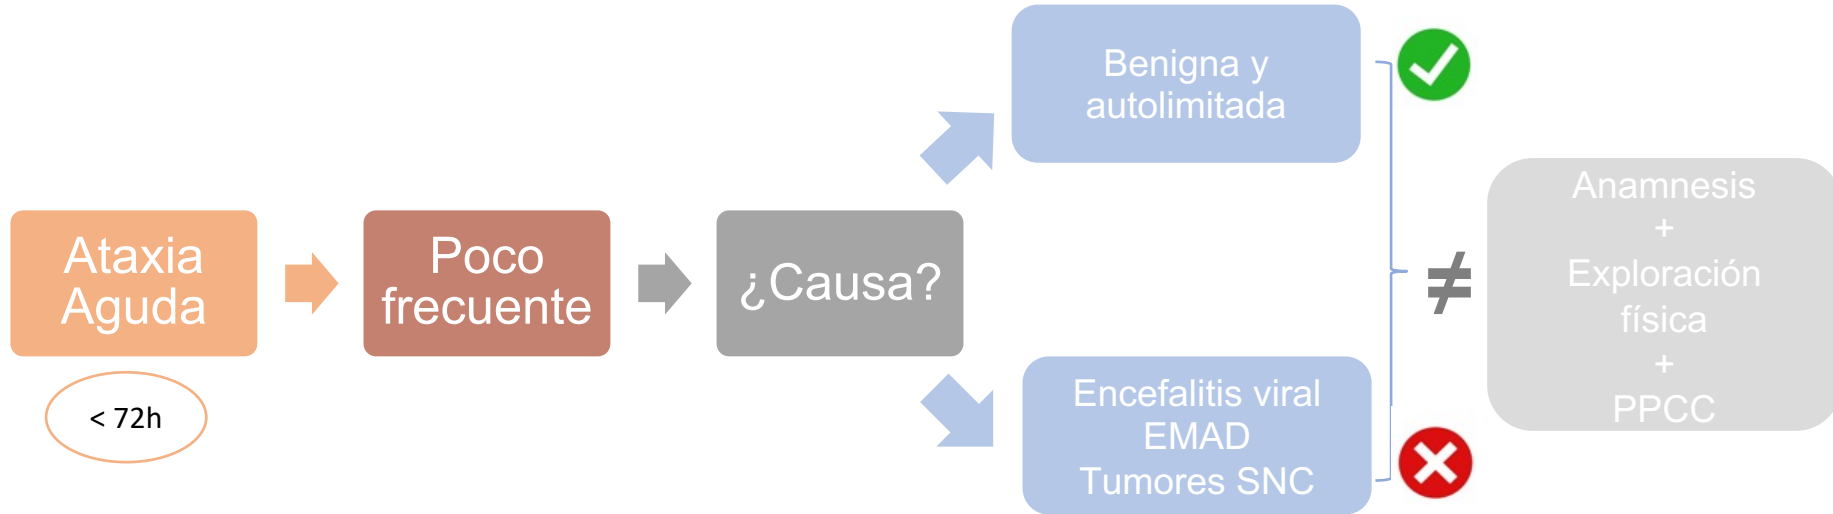 Ataxia
Aguda
< 72h
Poco
frecuente
¿Causa?
Benigna y
autolimitada
Encefalitis viral
EMAD
Tumores SNC
≠
Anamnesis
+
Exploración
física
+
PPCC